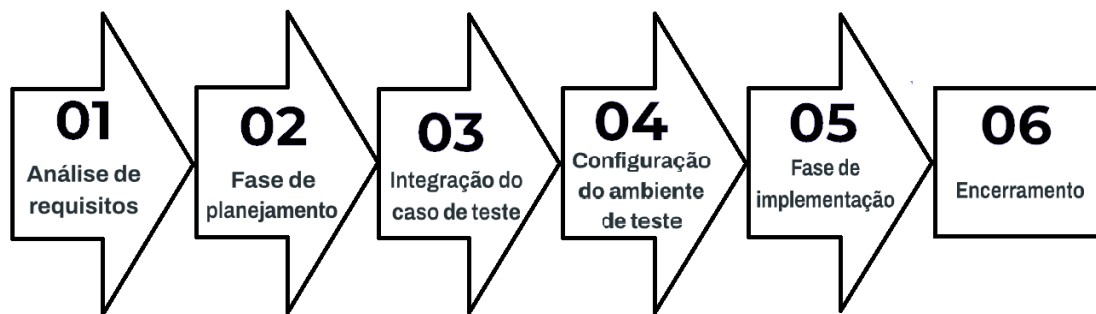 01
Análise de
requisitos
02
Fase de
planejamento
03
Integração do
caso de teste
04
Configuração
do ambiente
de teste
05
Fase de
implementação
06
Encerramento